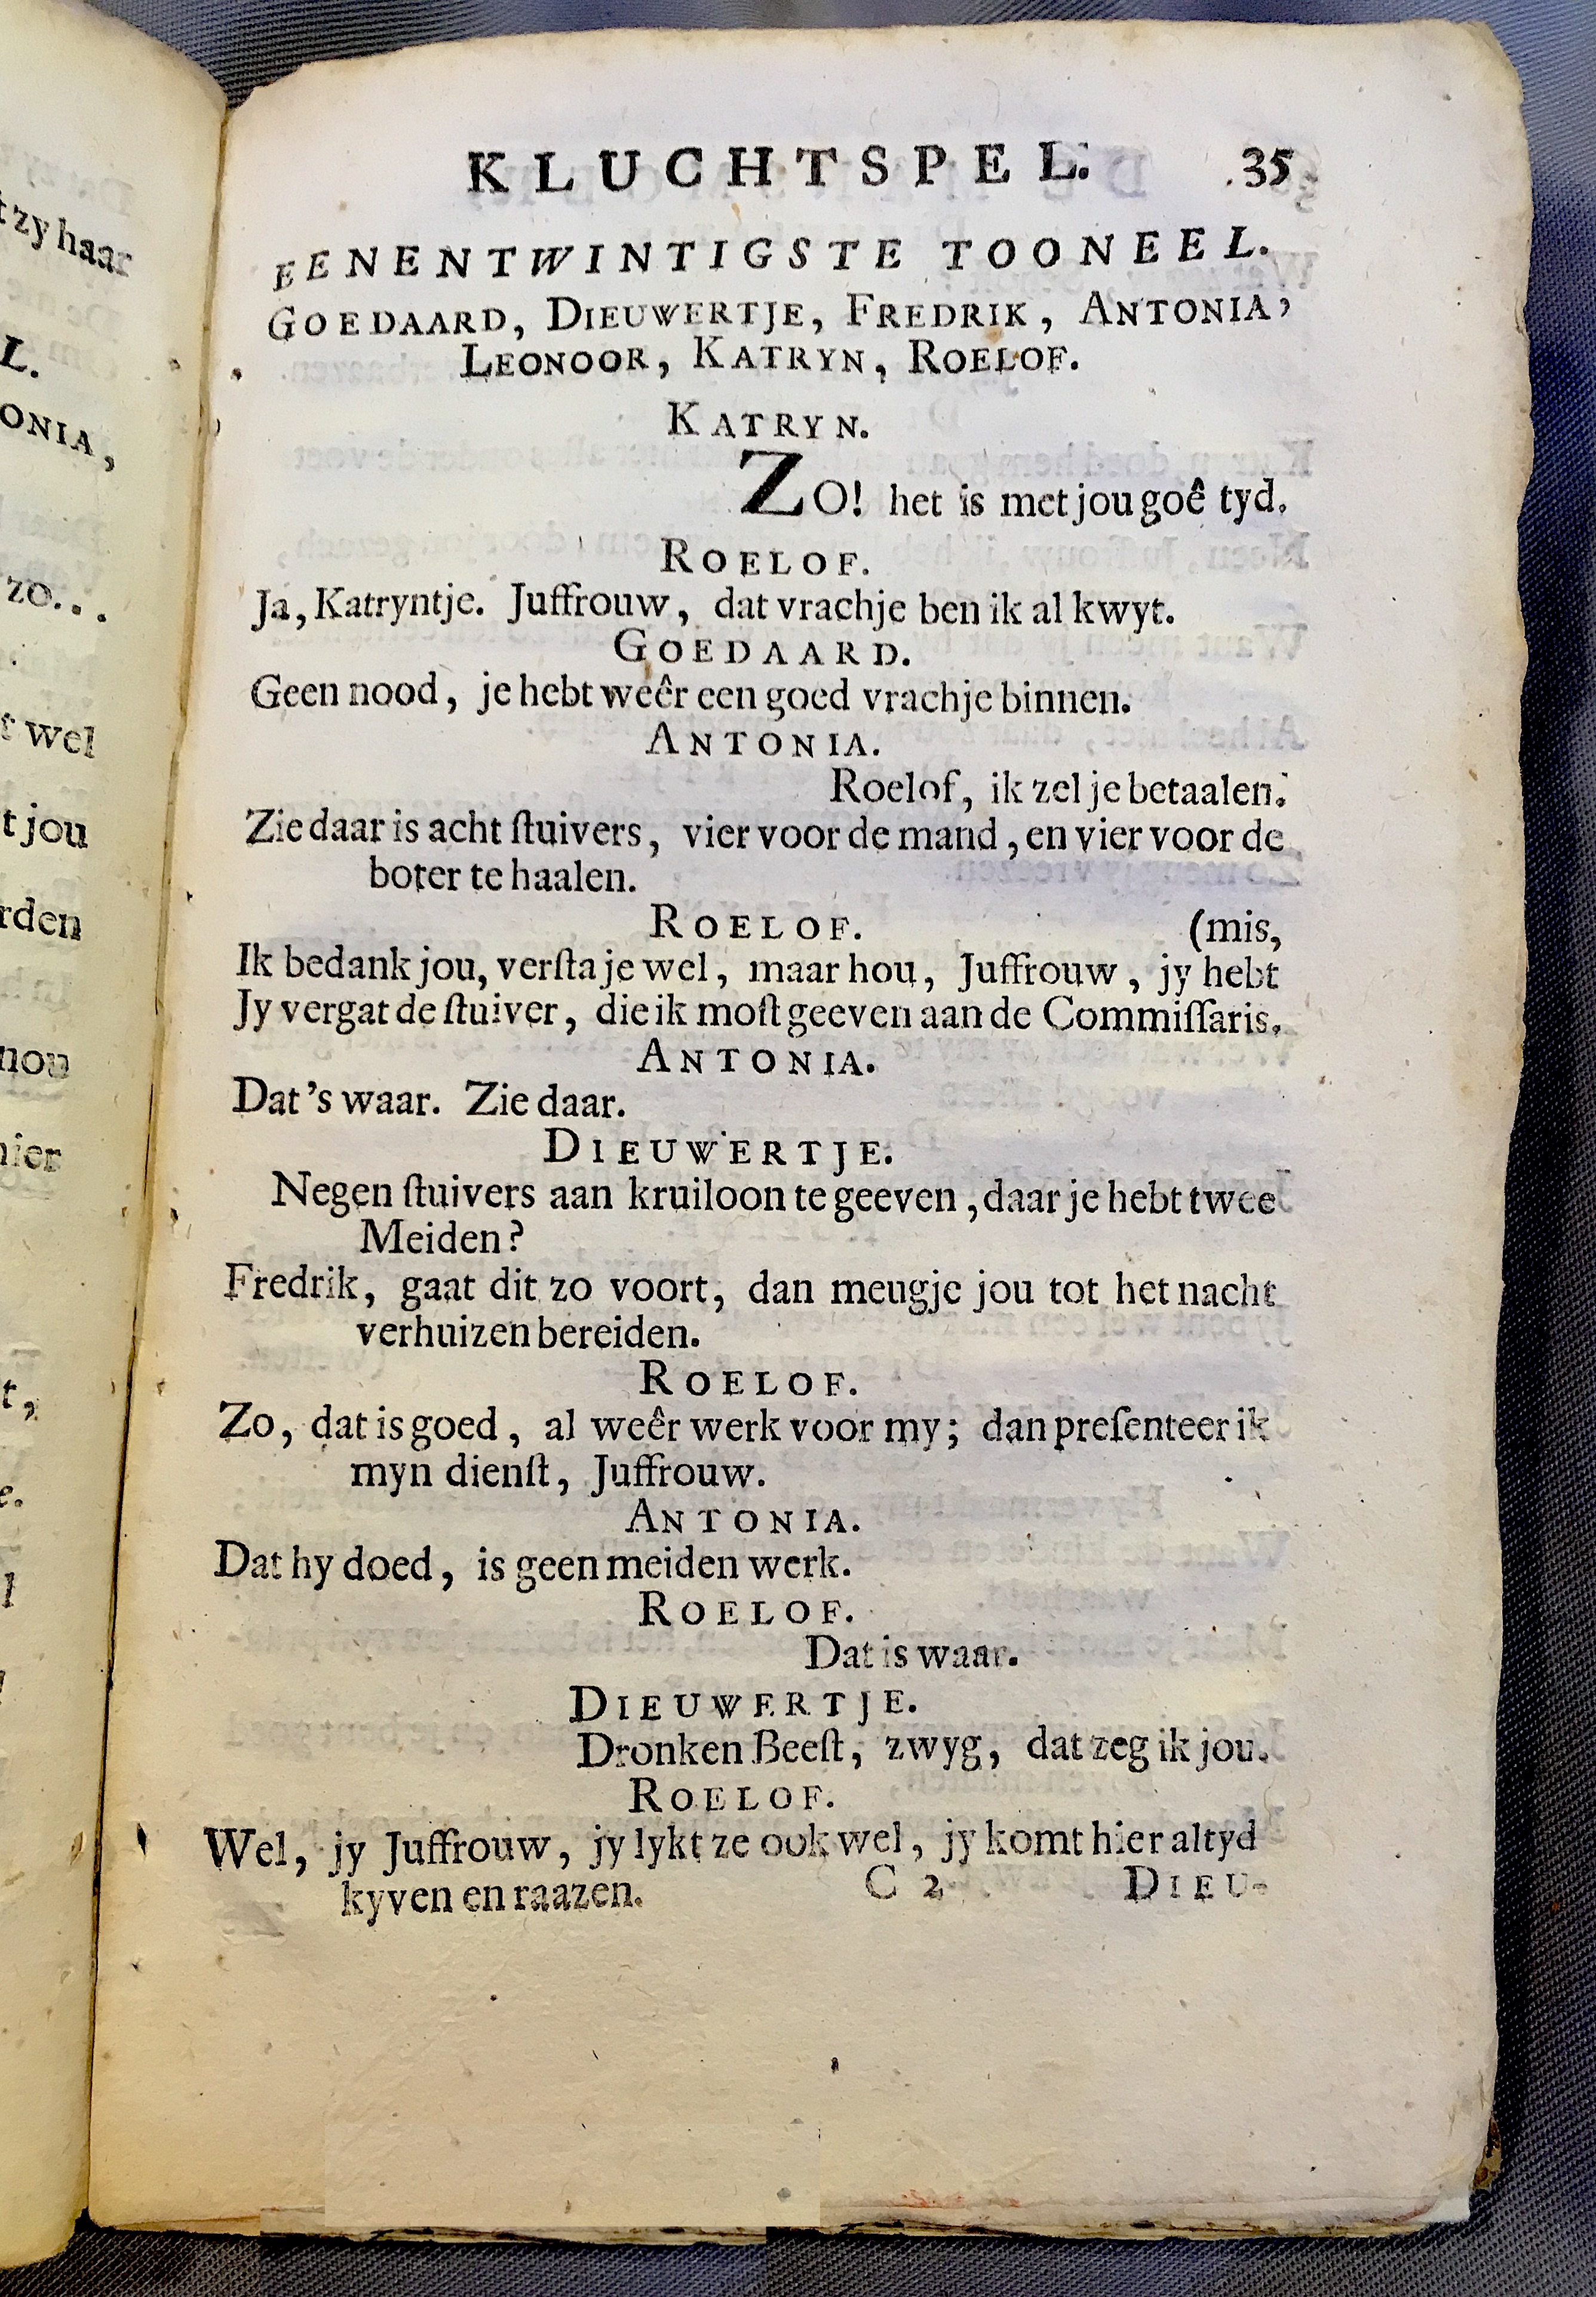 t zy haar
L.
ONIA,
zo...
wel
t jou
rden
hier
t,
e.
KLUCHTSPEL. 35
EENENTWINTIGSTE TOONEEL.
GOEDAARD, DIEUWERTJE, FREDRIK, ANTONIA,
LEONOOR, KATRYN, ROELOF.
KATRYN.
ZO! het is met jou goê tyd.
ROELOF.
Ja, Katryntje. Juffrouw, dat vrachje ben ik al kwyt.
GOEDAARD.
Geen nood, je hebt weêr een goed vrachje binnen.
ANTONIA.
Roelof, ik zel je betaalen.
Zie daar is acht ſtuivers, vier voor de mand, en vier voor de
boter te haalen.
ROELOF. (mis,
Ik bedank jou, verſta je wel, maar hou, Juffrouw, jy hebt
Jy vergat de ſtuiver, die ik moſt geeven aan de Commiſſaris.
ANTONIA.
Dat 's waar. Zie daar.
DIEUWERTJE.
Negen ſtuivers aan kruiloon te geeven, daar je hebt twee
Meiden?
Fredrik, gaat dit zo voort, dan meugje jou tot het nacht
verhuizen bereiden.
ROELOF.
Zo, dat is goed, al weêr werk voor my; dan preſenteer ik
myn dienſt, Juffrouw.
ANTONIA.
Dat hy doed, is geen meiden werk.
ROELOF.
Dat is waar.
DIEUWERTJE.
Dronken Beeſt, zwyg, dat zeg ik jou.
ROELOF.
Wel, jy Juffrouw, jy lykt ze ook wel, jy komt hier altyd
kyven en raazen. C 2 DIEU-